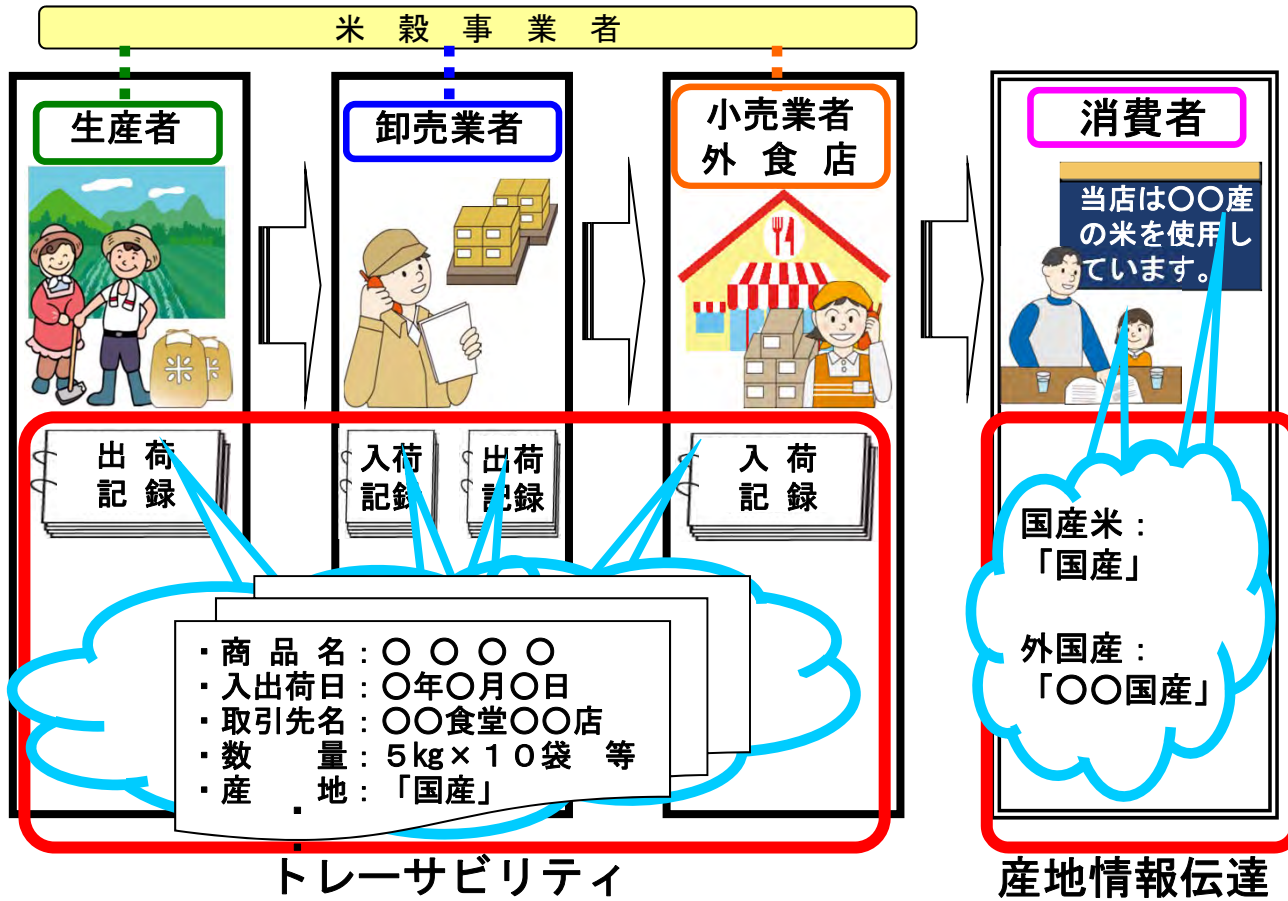 米穀事業者
生産者
卸売業者
小売業者
外食店
消費者
当店は〇〇産
の米を使用し
ています。
米
出荷
記録
入荷
記録
出荷
記録
入荷
記録
・商品名：〇〇〇〇
・入出荷日：〇年〇月〇日
・取引先名：〇〇食堂〇〇店
・数　　量：５kg×１０袋　等
・産　　地：「国産」
国産米：
「国産」
外国産：
「〇〇国産」
トレーサビリティ
産地情報伝達